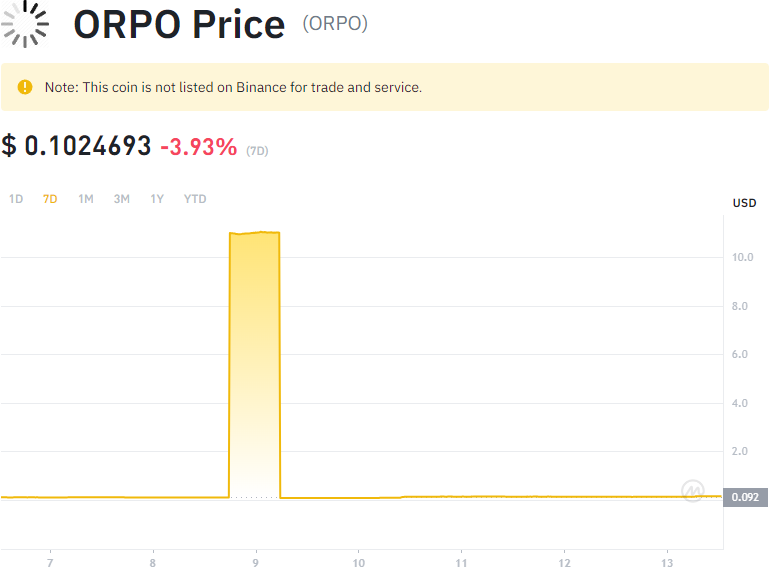 ORPO Price (ORPO)
Note: This coin is not listed on Binance for trade and service.
$ 0.1024693 -3.93% (7D)
1D 7D 1M 3M 1Y YTD
USD
10.0
8.0
6.0
4.0
2.0
0.092
7 8 9 10 11 12 13